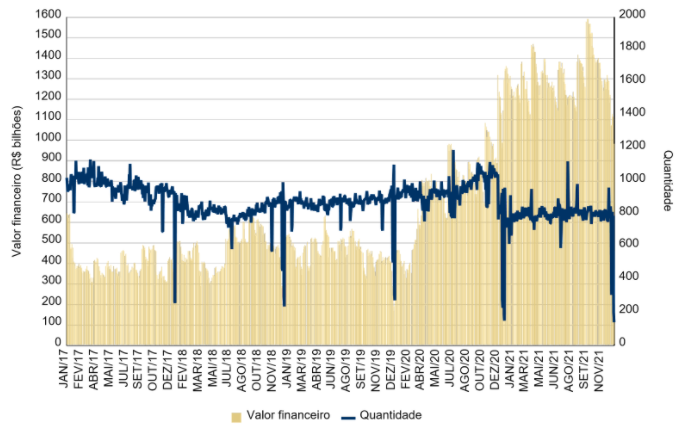 Valor financeiro (R$ bilhões)
1600
1500
1400
1300
1200
1100
1000
900
800
700
600
500
400
300
200
100
0
2000
1800
1600
1400
1200
1000
800
600
400
200
0
Quantidade
JAN/17
FEV/17
ABR/17
MAI/17
JUL/17
AGO/17
OUT/17
DEZ/17
FEV/18
MAR/18
MAI/18
JUL/18
AGO/18
OUT/18
NOV/18
JAN/19
MAR/19
ABR/19
JUN/19
AGO/19
OUT/19
NOV/19
DEZ/19
FEV/20
ABR/20
MAI/20
JUL/20
AGO/20
OUT/20
DEZ/20
JAN/21
MAR/21
MAI/21
JUL/21
AGO/21
SET/21
NOV/21
Valor financeiro
Quantidade